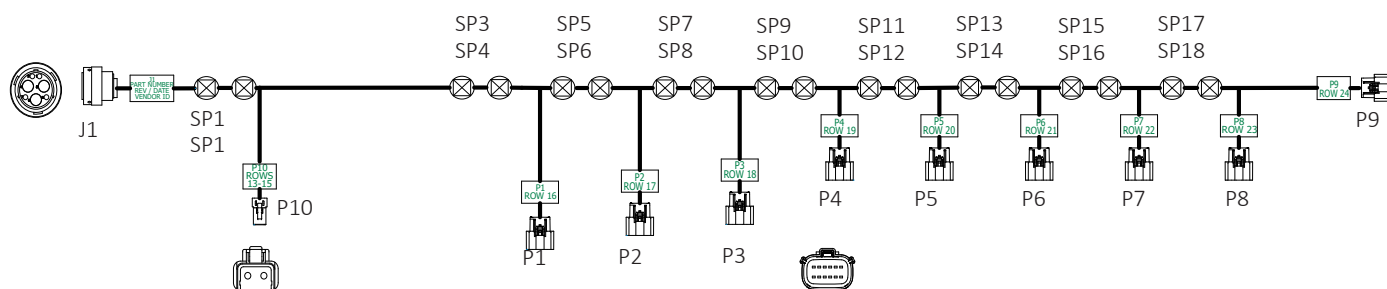 SP3
SP4
SP5
SP6
SP7
SP8
SP9
SP10
SP11
SP12
SP13
SP14
SP15
SP16
SP17
SP18
J1
PART NUMBER
REV / DATE
VENDOR ID
J1
SP1
SP1
P9
ROW 24
P9
P10
ROWS
13-15
P10
P1
ROW 16
P1
P2
ROW 17
P2
P3
ROW 18
P3
P4
ROW 19
P4
P5
ROW 20
P5
P6
ROW 21
P6
P7
ROW 22
P7
P8
ROW 23
P8